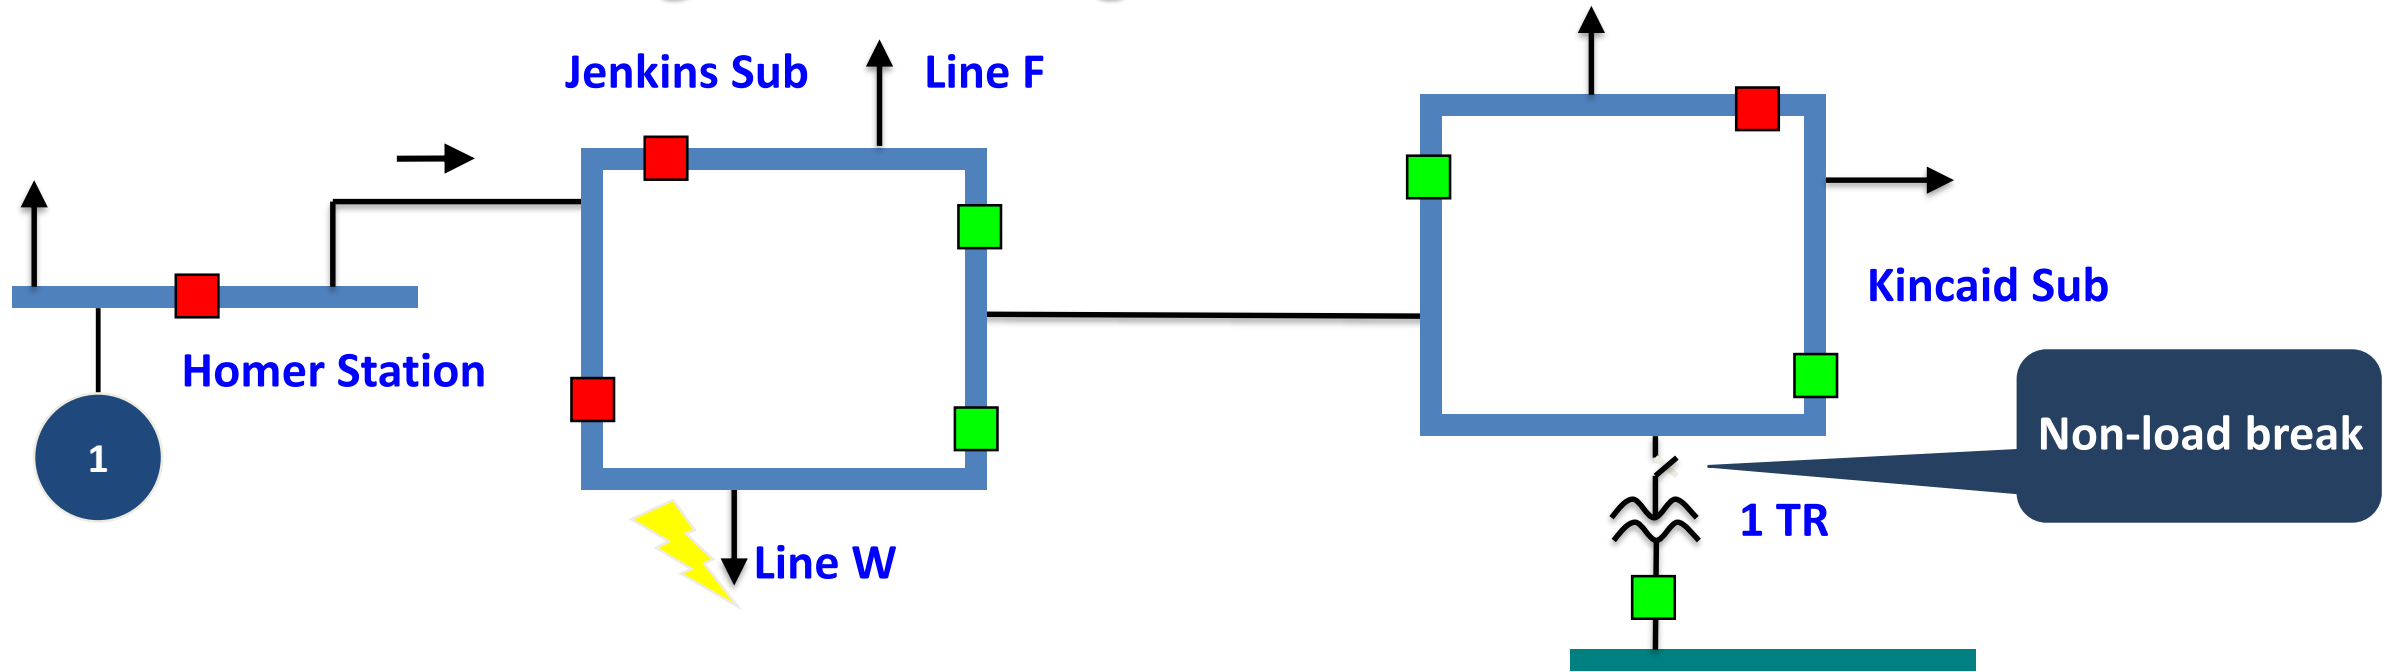 Jenkins Sub
Line F
Kincaid Sub
Homer Station
Non-load break
1
1 TR
Line W